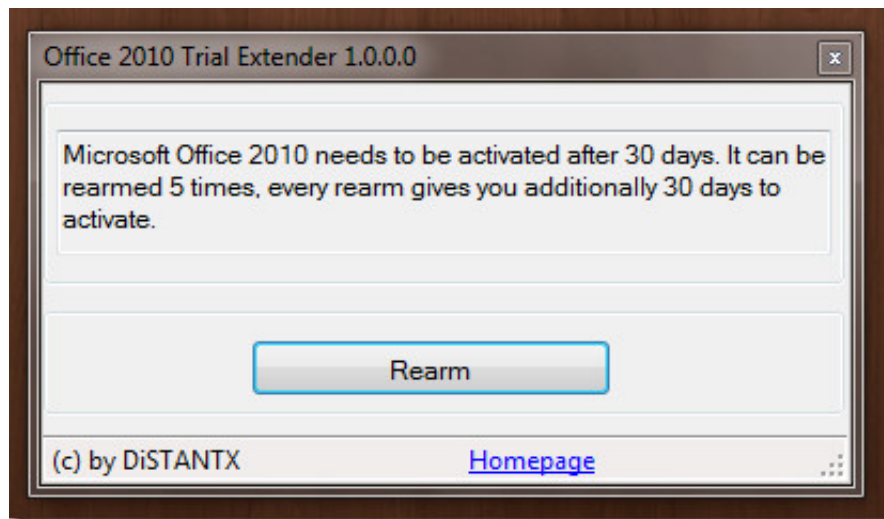 Office 2010 Trial Extender 1.0.0.0
x
Microsoft Office 2010 needs to be activated after 30 days. It can be
rearmed 5 times, every rearm gives you additionally 30 days to
activate.
Rearm
(c) by DiSTANTX Homepage